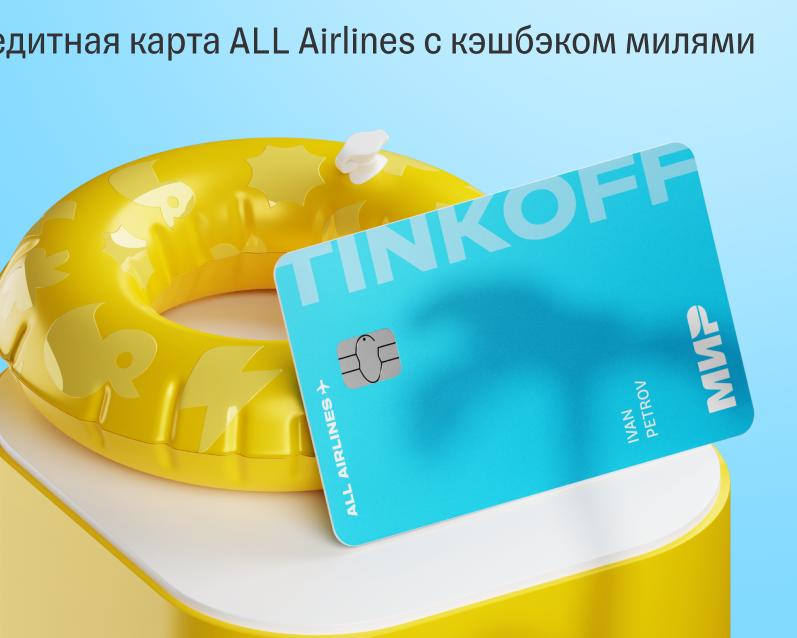 едитная карта ALL Airlines с кэшбэком милями
TINKOFF
ALL AIRLINES
IVAN
PETROV
МИР